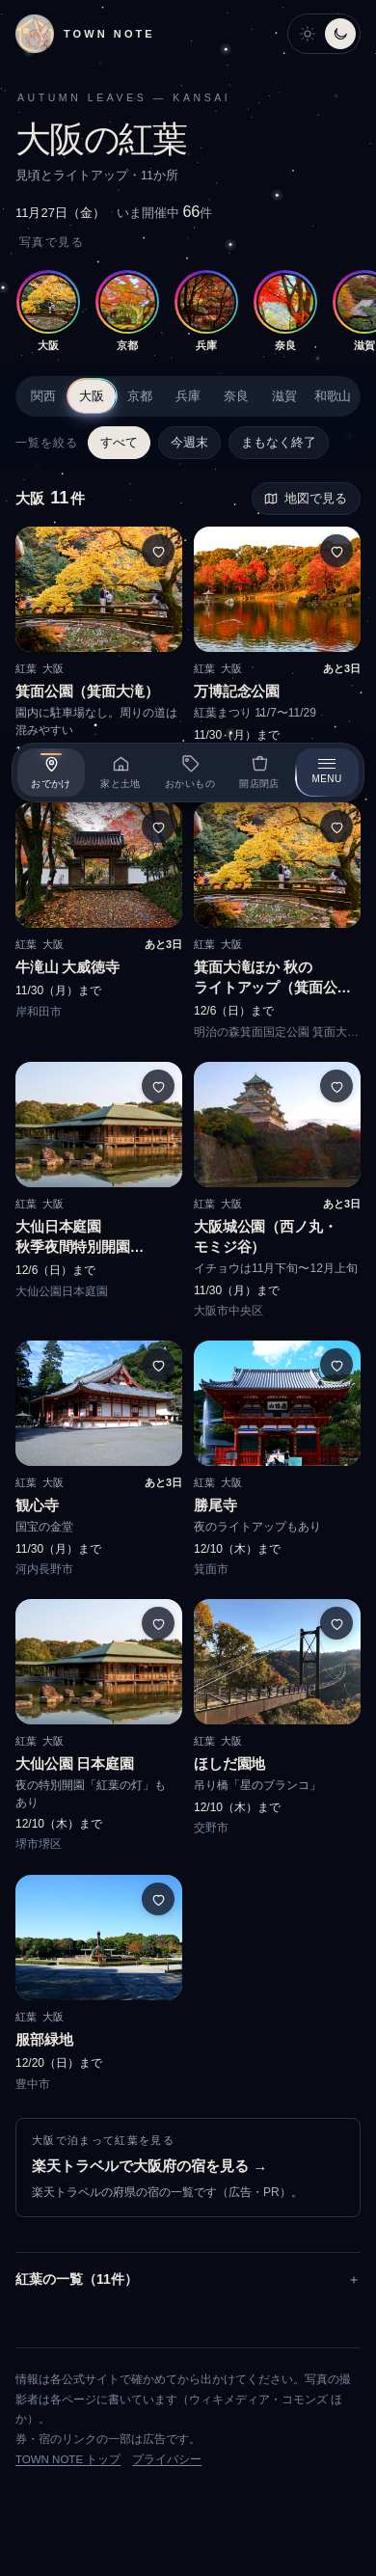 TOWN NOTE
AUTUMN LEAVES — KANSAI
大阪の紅葉
見頃とライトアップ・11か所
11月27日（金） いま開催中 66件
写真で見る
大阪 京都 兵庫 奈良 滋賀
関西 大阪 京都 兵庫 奈良 滋賀 和歌山
一覧を絞る すべて 今週末 まもなく終了
大阪 11件 地図で見る
紅葉 大阪
箕面公園（箕面大滝）
園内に駐車場なし。周りの道は
混みやすい
紅葉 大阪 あと3日
万博記念公園
紅葉まつり 11/7〜11/29
11/30（月）まで
おでかけ 家と土地 おかいもの 開店閉店 MENU
紅葉 大阪 あと3日
牛滝山 大威徳寺
11/30（月）まで
岸和田市
紅葉 大阪
箕面大滝ほか 秋の
ライトアップ（箕面公…
12/6（日）まで
明治の森箕面国定公園 箕面大…
紅葉 大阪
大仙日本庭園
秋季夜間特別開園…
12/6（日）まで
大仙公園日本庭園
紅葉 大阪 あと3日
大阪城公園（西ノ丸・
モミジ谷）
イチョウは11月下旬〜12月上旬
11/30（月）まで
大阪市中央区
紅葉 大阪 あと3日
観心寺
国宝の金堂
11/30（月）まで
河内長野市
紅葉 大阪
勝尾寺
夜のライトアップもあり
12/10（木）まで
箕面市
紅葉 大阪
大仙公園 日本庭園
夜の特別開園「紅葉の灯」も
あり
12/10（木）まで
堺市堺区
紅葉 大阪
ほしだ園地
吊り橋「星のブランコ」
12/10（木）まで
交野市
紅葉 大阪
服部緑地
12/20（日）まで
豊中市
大阪で泊まって紅葉を見る
楽天トラベルで大阪府の宿を見る →
楽天トラベルの府県の宿の一覧です（広告・PR）。
紅葉の一覧（11件） +
情報は各公式サイトで確かめてから出かけてください。写真の撮
影者は各ページに書いています（ウィキメディア・コモンズ ほ
か）。
券・宿のリンクの一部は広告です。
TOWN NOTE トップ プライバシー